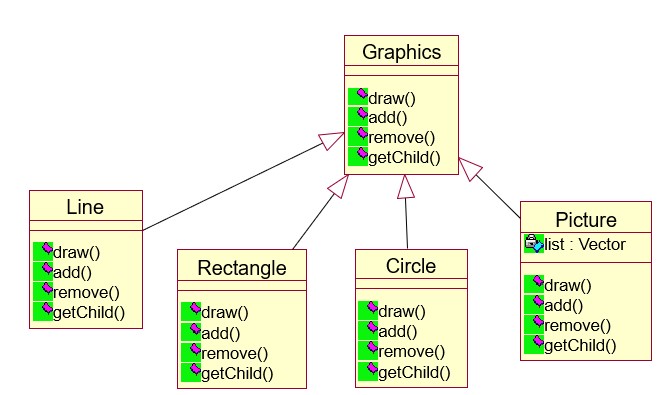 Graphics
draw()
add()
remove()
getChild()
Line
draw()
add()
remove()
getChild()
Rectangle
draw()
add()
remove()
getChild()
Circle
draw()
add()
remove()
getChild()
Picture
list : Vector
draw()
add()
remove()
getChild()